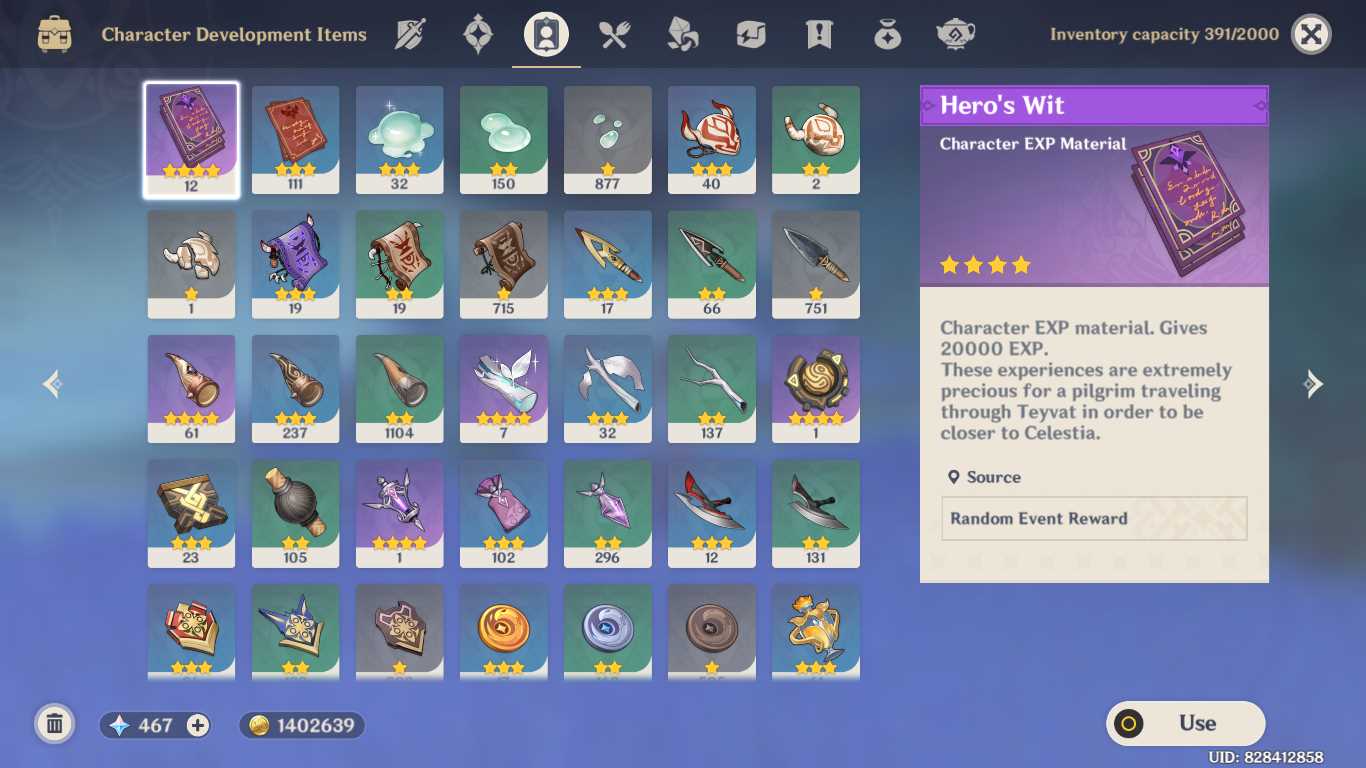 Character Development Items
Inventory capacity 391/2000
12
111
32
150
877
40
2
1
19
19
715
17
66
751
61
237
1104
7
32
137
1
23
105
1
102
296
12
131
Hero's Wit
Character EXP Material
Character EXP material. Gives
20000 EXP.
These experiences are extremely
precious for a pilgrim traveling
through Teyvat in order to be
closer to Celestia.
Source
Random Event Reward
467
1402639
Use
UID: 828412858